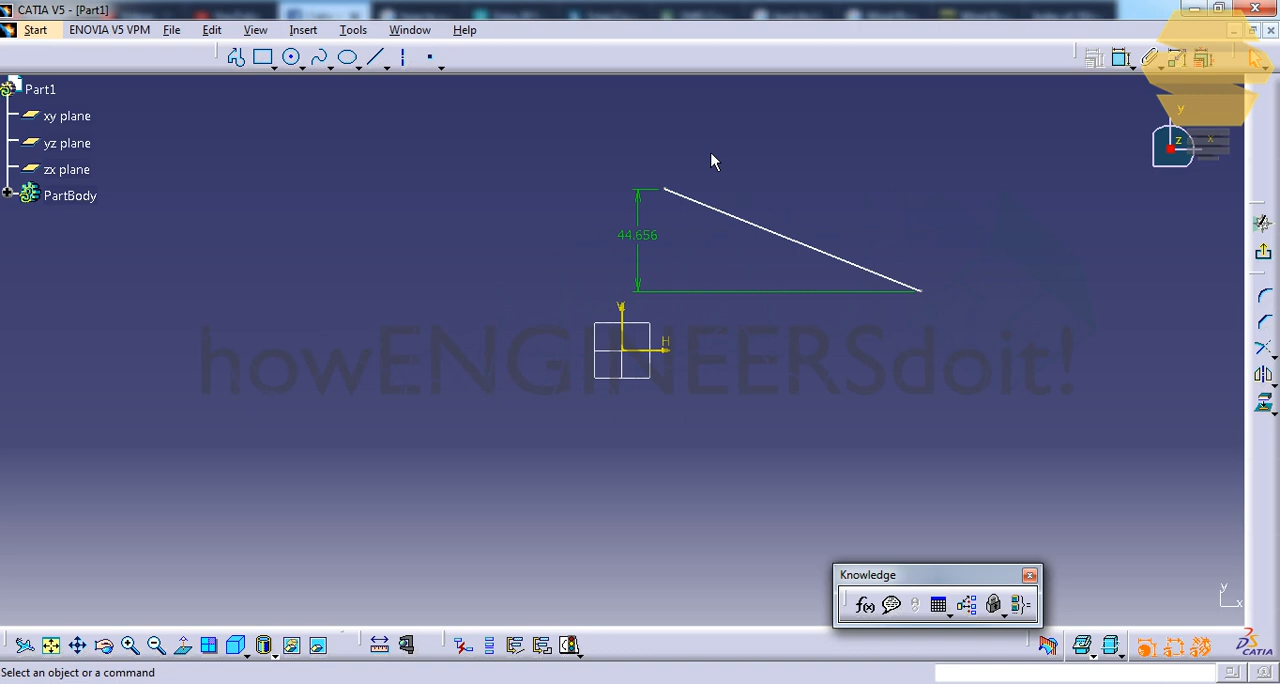 CATIA V5 - [Part1]
Start ENOVIA V5 VPM File Edit View Insert Tools Window Help
Part1
xy plane
yz plane
zx plane
PartBody
y
z x
44.656
V
H
howENGINEERSdoit!
Knowledge
f(x)
y
x
CATIA
Select an object or a command